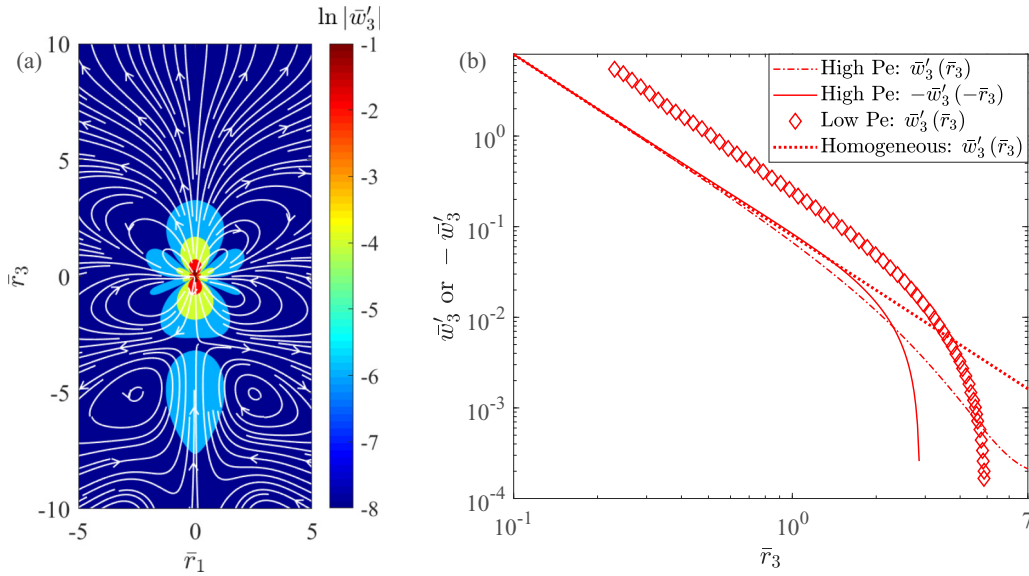 ln |w̄′₃|
(a)
10
5
0
-5
-10
r̄₃
-5
0
5
r̄₁
-1
-2
-3
-4
-5
-6
-7
-8
(b)
High Pe: w̄′₃(r̄₃)
High Pe: −w̄′₃(−r̄₃)
Low Pe: w̄′₃(r̄₃)
Homogeneous: w̄′₃(r̄₃)
w̄′₃ or − w̄′₃
10⁰
10⁻¹
10⁻²
10⁻³
10⁻⁴
10⁻¹
10⁰
7
r̄₃